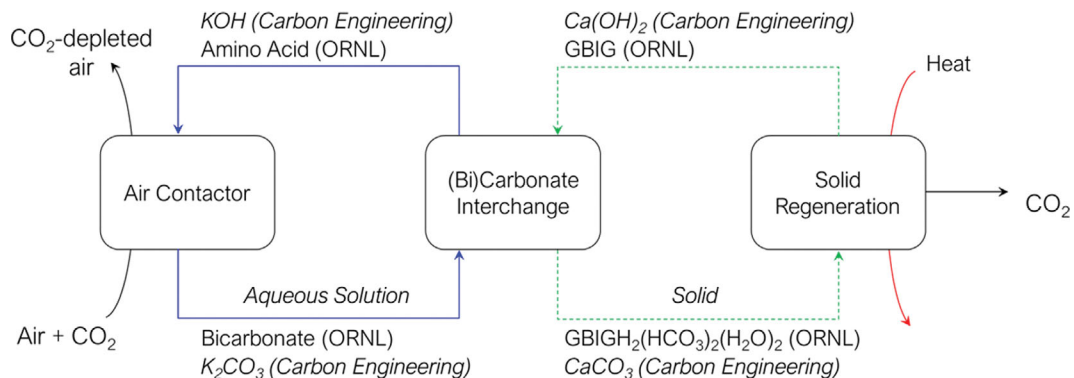 KOH (Carbon Engineering)
Amino Acid (ORNL)
Ca(OH)₂ (Carbon Engineering)
GBIG (ORNL)
CO₂-depleted
air
Heat
Air Contactor
(Bi)Carbonate
Interchange
Solid
Regeneration
CO₂
Aqueous Solution
Solid
Air + CO₂
Bicarbonate (ORNL)
K₂CO₃ (Carbon Engineering)
GBIGH₂(HCO₃)₂(H₂O)₂ (ORNL)
CaCO₃ (Carbon Engineering)